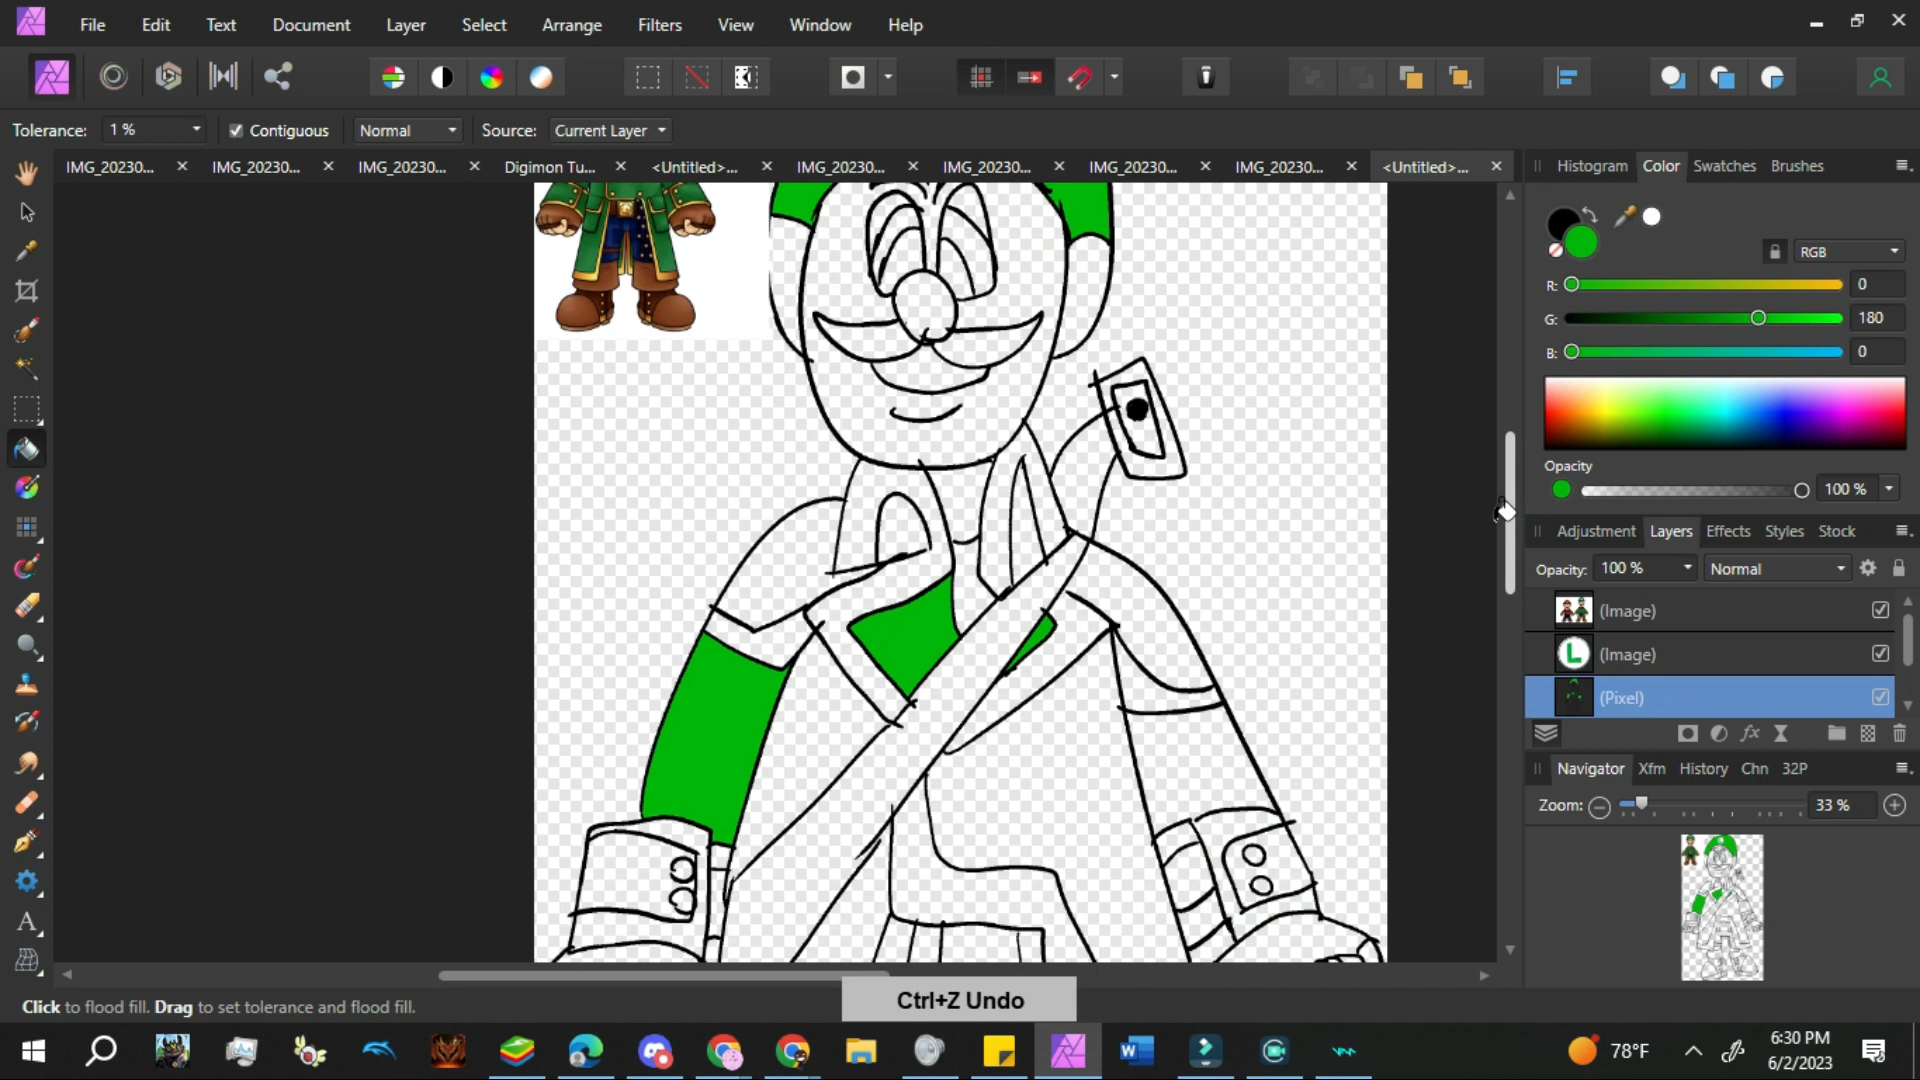 File Edit Text Document Layer Select Arrange Filters View Window Help
Tolerance: 1 % Contiguous Normal Source: Current Layer
IMG_20230... IMG_20230... IMG_20230... Digimon Tu... <Untitled>... IMG_20230... IMG_20230... IMG_20230... IMG_20230... <Untitled>...
Histogram Color Swatches Brushes
RGB
R: 0
G: 180
B: 0
Opacity
100 %
Adjustment Layers Effects Styles Stock
Opacity: 100 % Normal
(Image)
L (Image)
(Pixel)
Navigator Xfm History Chn 32P
Zoom: 33 %
Ctrl+Z Undo
Click to flood fill. Drag to set tolerance and flood fill.
78°F
6:30 PM
6/2/2023